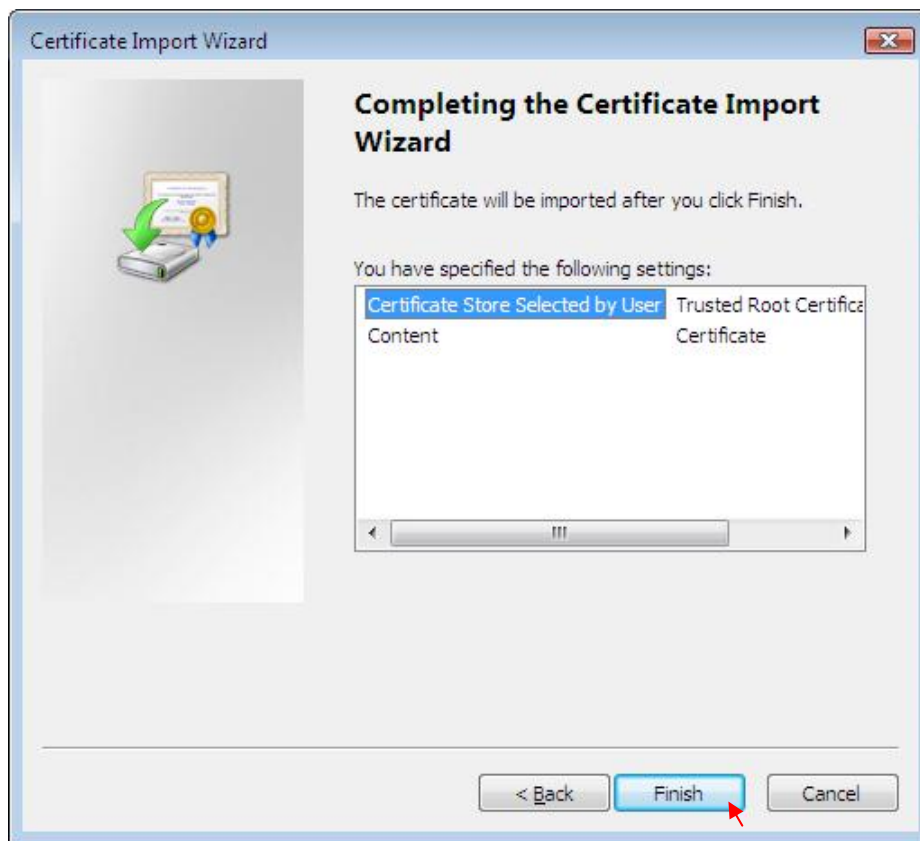 Certificate Import Wizard
Completing the Certificate Import
Wizard
The certificate will be imported after you click Finish.
You have specified the following settings:
Certificate Store Selected by User Trusted Root Certifica
Content Certificate
< Back Finish Cancel